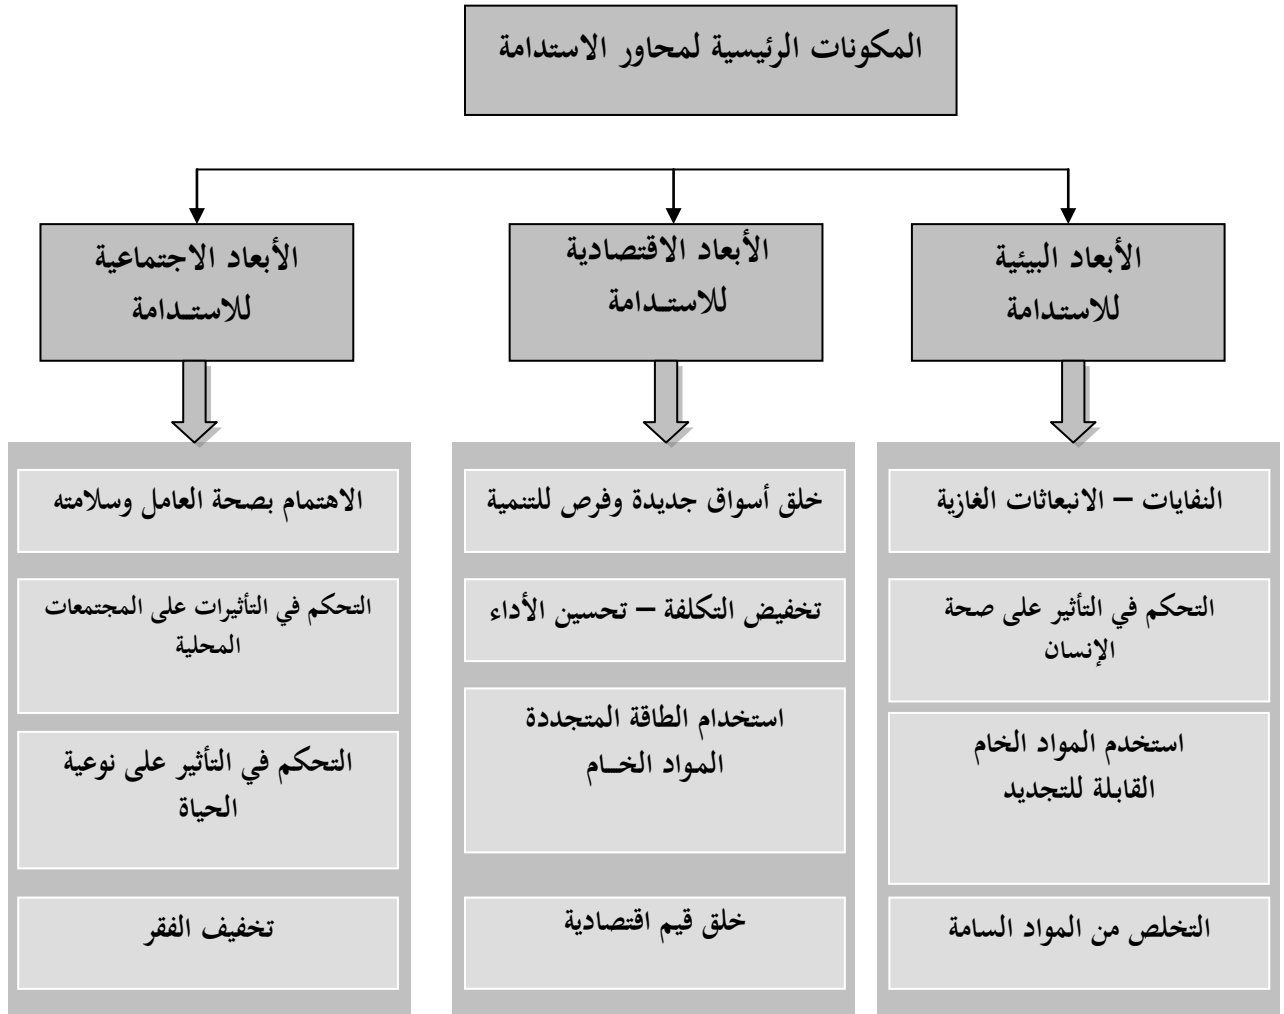 المكونات الرئيسية لمحاور الاستدامة
الأبعاد البيئية
للاستدامة
النفايات – الانبعاثات الغازية
التحكم في التأثير على صحة
الإنسان
استخدم المواد الخام
القابلة للتجديد
التخلص من المواد السامة
الأبعاد الاقتصادية
للاستـدامة
خلق أسواق جديدة وفرص للتنمية
تخفيض التكلفة – تحسين الأداء
استخدام الطاقة المتجددة
المواد الخـام
خلق قيم اقتصادية
الأبعاد الاجتماعية
للاستـدامة
الاهتمام بصحة العامل وسلامته
التحكم في التأثيرات على المجتمعات
المحلية
التحكم في التأثير على نوعية
الحياة
تخفيف الفقر